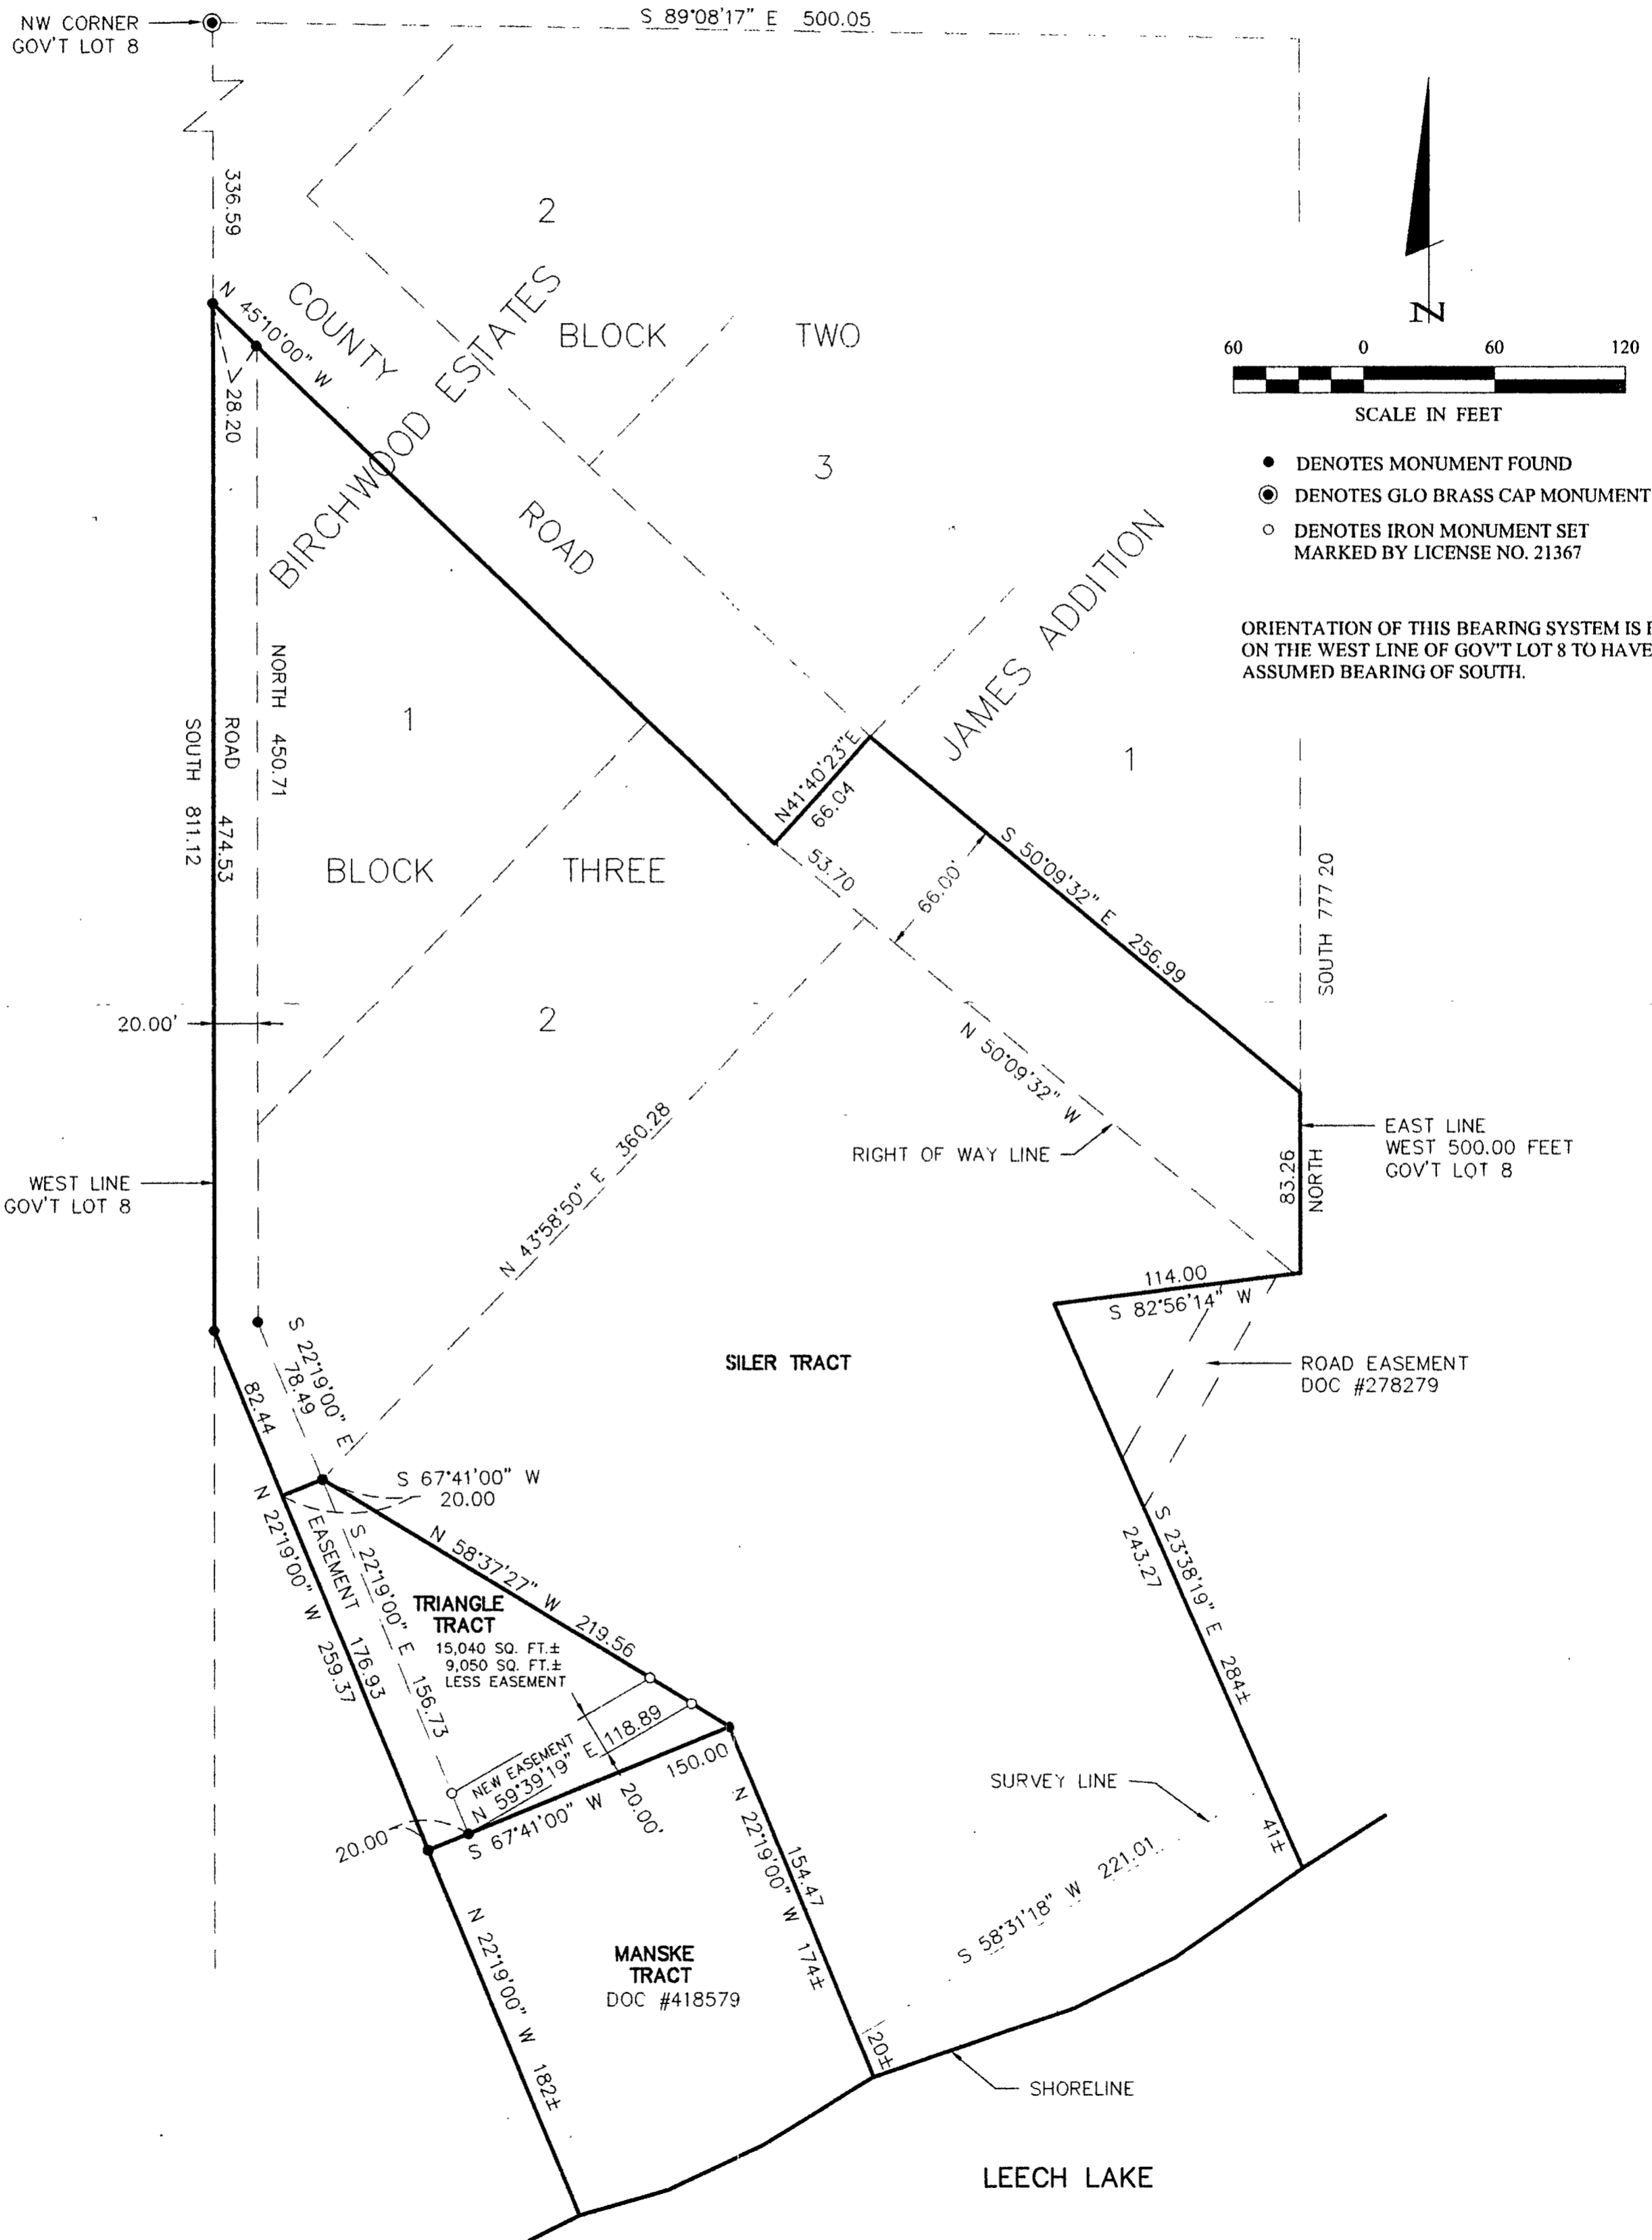 NW CORNER
GOV'T LOT 8
S 89°08'17" E 500.05
336.59
N 45°10'00" W
28.20
COUNTY
ROAD
BIRCHWOOD ESTATES
2
BLOCK TWO
3
JAMES ADDITION
1
N
60 0 60 120
SCALE IN FEET
DENOTES MONUMENT FOUND
DENOTES GLO BRASS CAP MONUMENT
DENOTES IRON MONUMENT SET
MARKED BY LICENSE NO. 21367
ORIENTATION OF THIS BEARING SYSTEM IS
ON THE WEST LINE OF GOV'T LOT 8 TO HAVE
ASSUMED BEARING OF SOUTH.
NORTH 450.71
ROAD 474.53
SOUTH 811.12
1
BLOCK THREE
2
N41°40'23"E
66.04
53.70
66.00'
S 50°09'32" E 256.99
SOUTH 777.20
20.00'
N 50°09'32" W
RIGHT OF WAY LINE
EAST LINE
WEST 500.00 FEET
GOV'T LOT 8
83.26
NORTH
WEST LINE
GOV'T LOT 8
N 43°58'50" E 360.28
114.00
S 82°56'14" W
ROAD EASEMENT
DOC #278279
SILER TRACT
S 22°19'00" E
78.49
82.44
S 67°41'00" W
20.00
N 22°19'00" W 259.37
EASEMENT 176.93
S 22°19'00" E 156.73
N 58°37'27" W 219.56
TRIANGLE
TRACT
15,040 SQ. FT.±
9,050 SQ. FT.±
LESS EASEMENT
NEW EASEMENT
N 59°39'19" E 118.89
150.00
S 67°41'00" W
20.00'
20.00
S 23°38'19" E 284±
243.27
41±
SURVEY LINE
S 58°31'18" W 221.01
154.47
N 22°19'00" W 174±
20±
N 22°19'00" W 182±
MANSKE
TRACT
DOC #418579
SHORELINE
LEECH LAKE